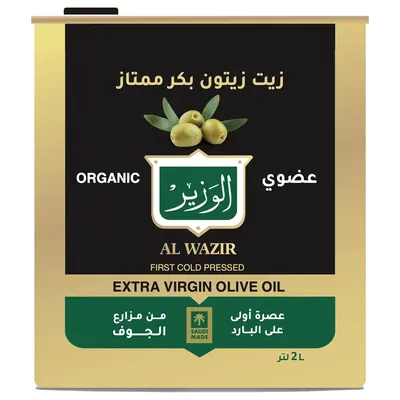 زيت زيتون بكر ممتاز
ORGANIC
عضوي
الوزير
AL WAZIR
FIRST COLD PRESSED
EXTRA VIRGIN OLIVE OIL
عصرة أولى
على البارد
SAUDI
MADE
من مزارع
الجوف
2L لتر